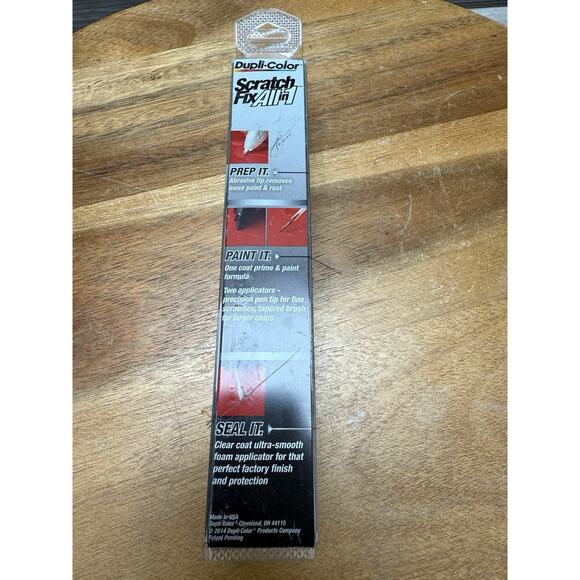 Dupli-Color
Scratch
Fix All in 1
PREP IT.
Abrasive tip removes
loose paint & rust
PAINT IT.
One coat prime & paint
formula
Two applicators -
precision pen tip for fine
scratches, tapered brush
for larger chips
SEAL IT.
Clear coat ultra-smooth
foam applicator for that
perfect factory finish
and protection
Made in USA
Dupli-Color® Cleveland, OH 44115
© 2014 Dupli-Color® Products Company
Patent Pending